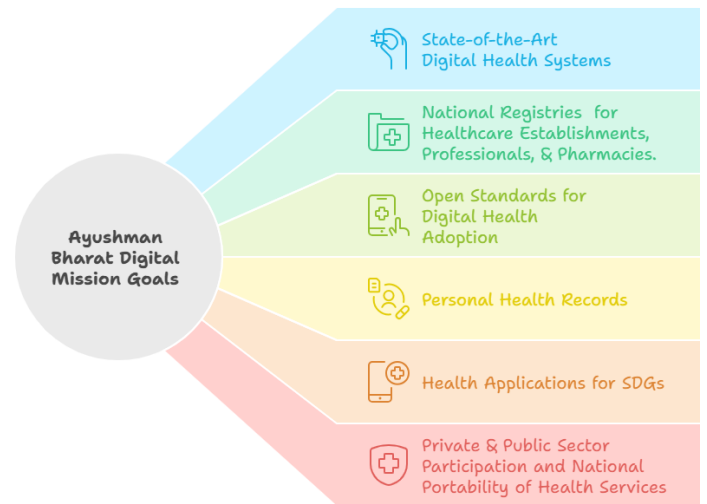 Ayushman
Bharat Digital
Mission Goals
State-of-the-Art
Digital Health Systems
National Registries for
Healthcare Establishments,
Professionals, & Pharmacies.
Open Standards for
Digital Health
Adoption
Personal Health Records
Health Applications for SDGs
Private & Public Sector
Participation and National
Portability of Health Services